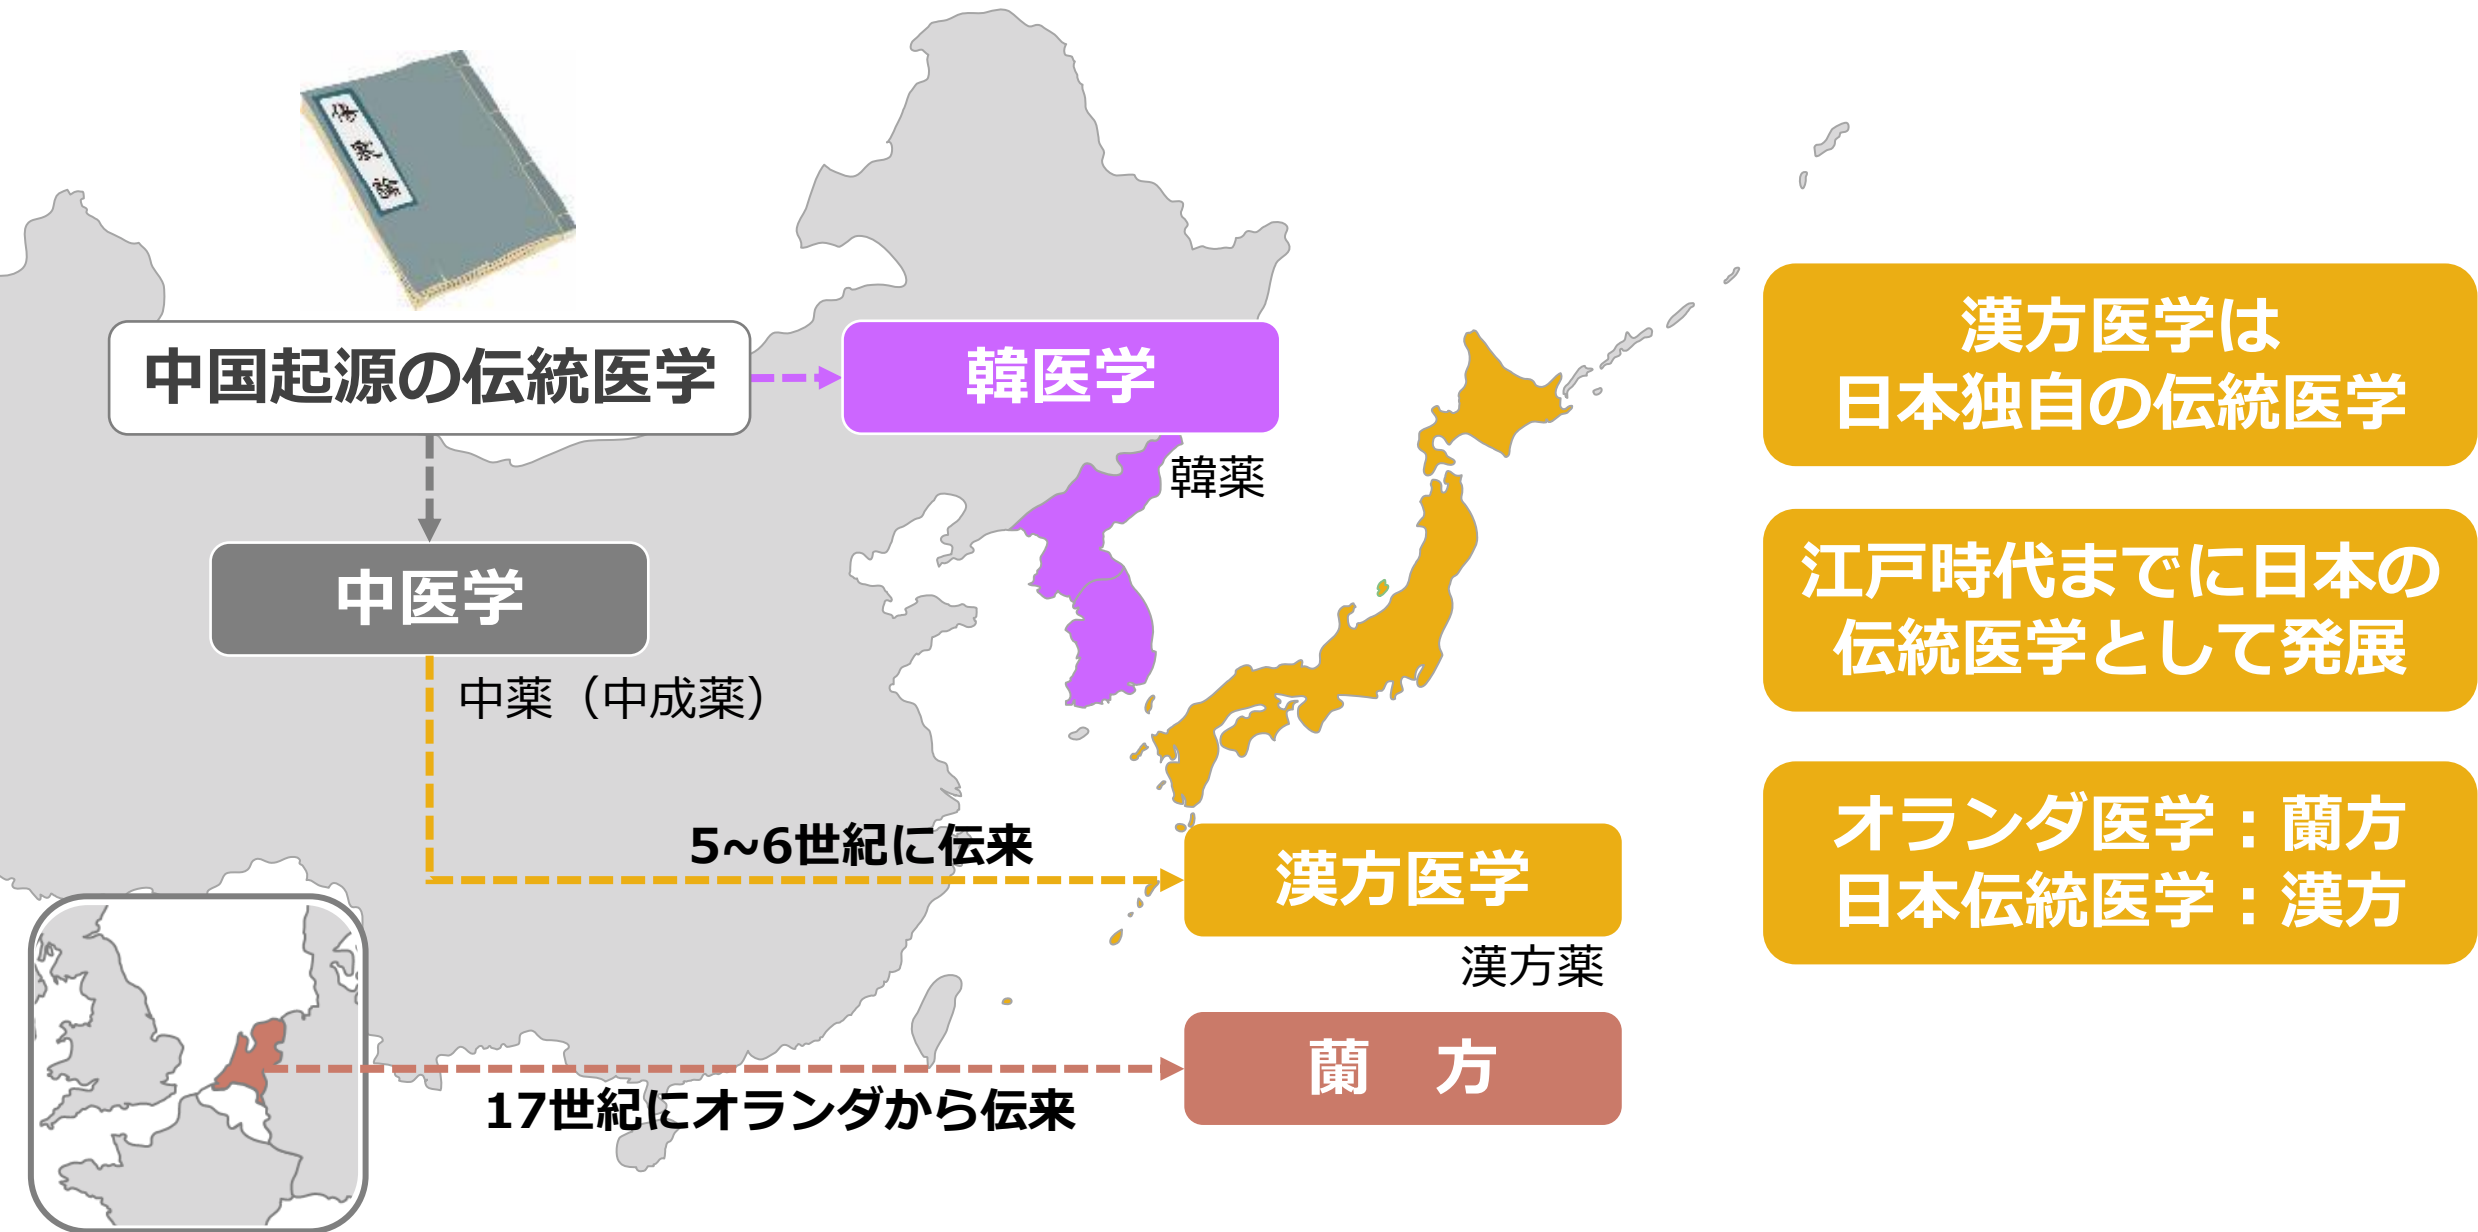 傷寒論
中国起源の伝統医学
韓医学
韓薬
中医学
中薬（中成薬）
5~6世紀に伝来
漢方医学
漢方薬
17世紀にオランダから伝来
蘭　方
漢方医学は
日本独自の伝統医学
江戸時代までに日本の
伝統医学として発展
オランダ医学：蘭方
日本伝統医学：漢方